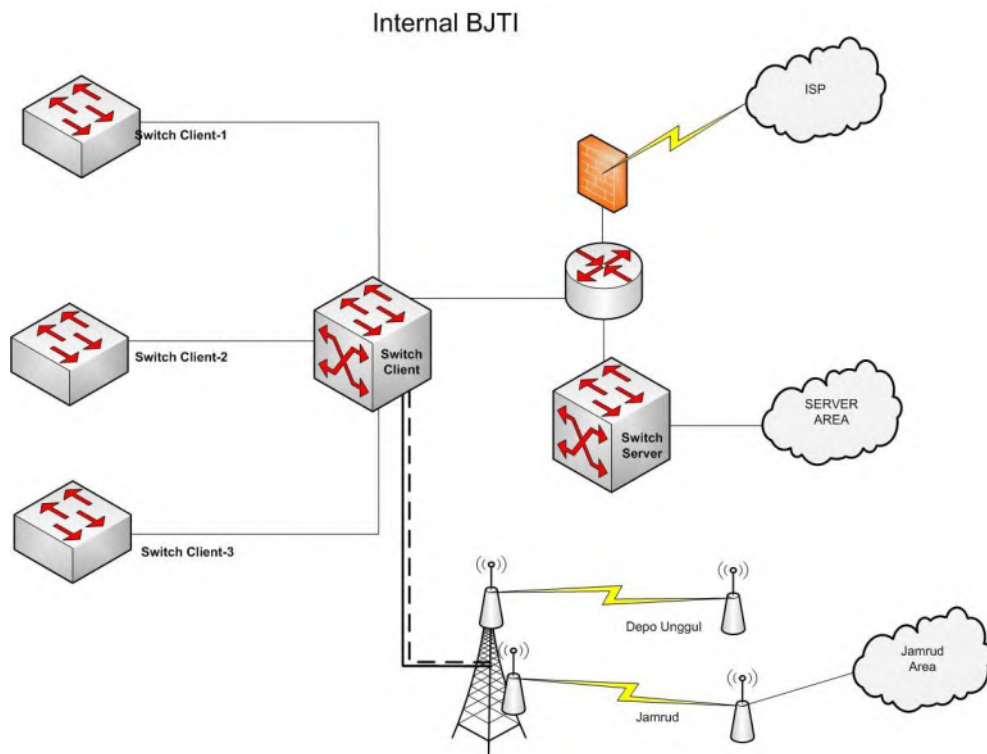 Internal BJTI
ISP
Switch Client-1
Switch Client-2
Switch
Client
SERVER
AREA
Switch
Server
Switch Client-3
Depo Unggul
Jamrud
Area
Jamrud